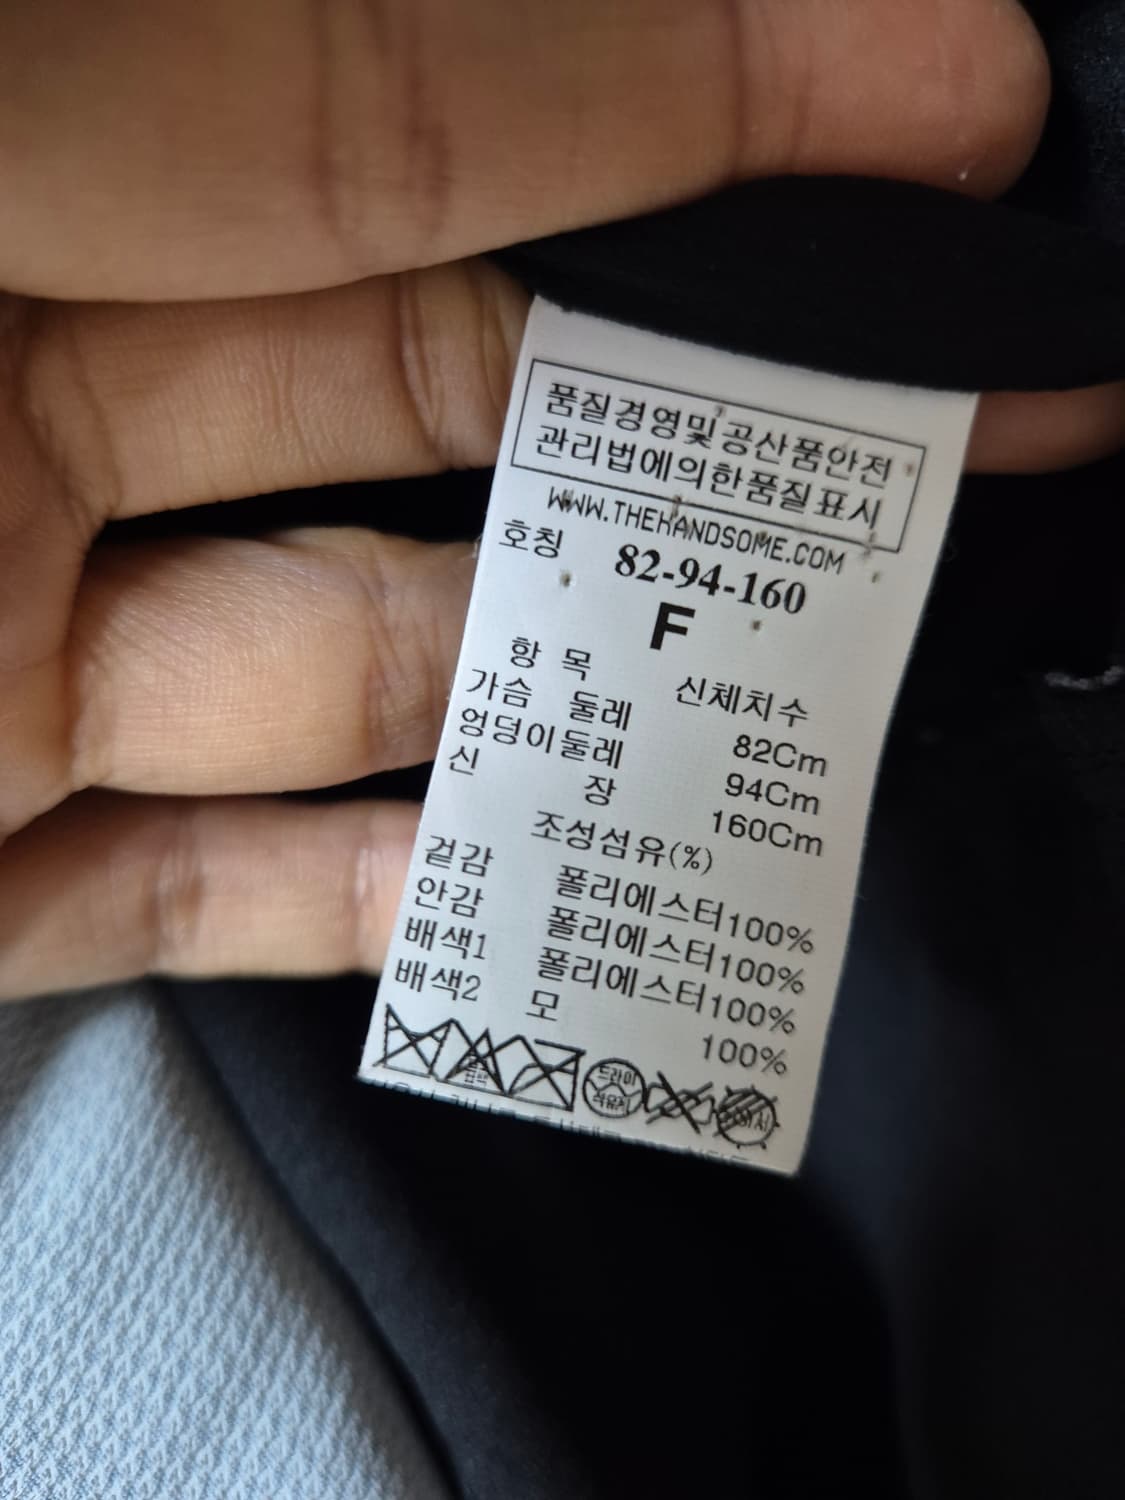 품질경영및공산품안전
관리법에의한품질표시
WWW.THEHANDSOME.COM
호칭 82-94-160
F
항 목 신체치수
가슴 둘레 82Cm
엉덩이둘레 94Cm
신 장 160Cm
조성섬유(%)
겉감 폴리에스터100%
안감 폴리에스터100%
배색1 폴리에스터100%
배색2 모 100%
드라이